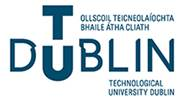 OLLSCOIL TEICNEOLAÍOCHTA
BHAILE ÁTHA CLIATH
TU
DUBLIN
TECHNOLOGICAL
UNIVERSITY DUBLIN